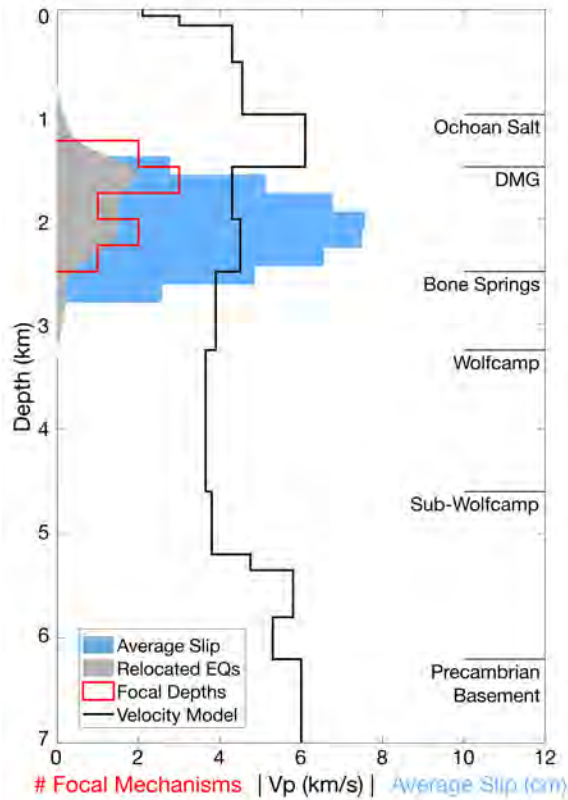 0
1
Ochoan Salt
DMG
2
Bone Springs
3
Wolfcamp
Depth (km)
4
Sub-Wolfcamp
5
Average Slip
Relocated EQs
Focal Depths
Velocity Model
6
Precambrian
Basement
7
0 2 4 6 8 10 12
# Focal Mechanisms | Vp (km/s) | Average Slip (cm)